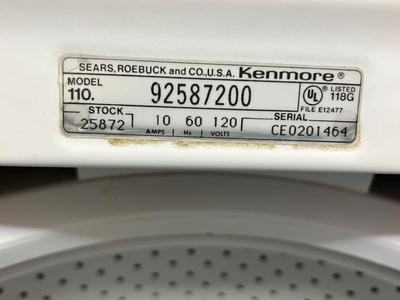 SEARS, ROEBUCK and CO., U.S.A. Kenmore ®
MODEL
110. 92587200
UL ® LISTED 118G
FILE E12477
STOCK SERIAL
25872 10 60 120 CE0201464
AMPS Hz VOLTS